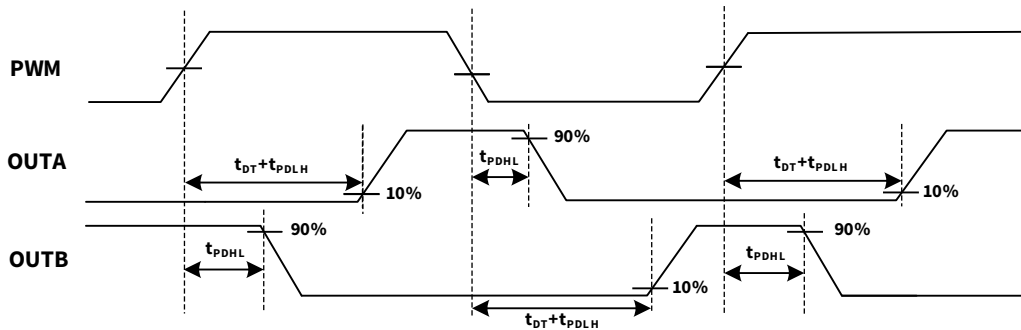 PWM
OUTA
t_DT+t_PDLH
10%
t_PDHL
90%
t_DT+t_PDLH
10%
OUTB
t_PDHL
90%
t_DT+t_PDLH
10%
t_PDHL
90%